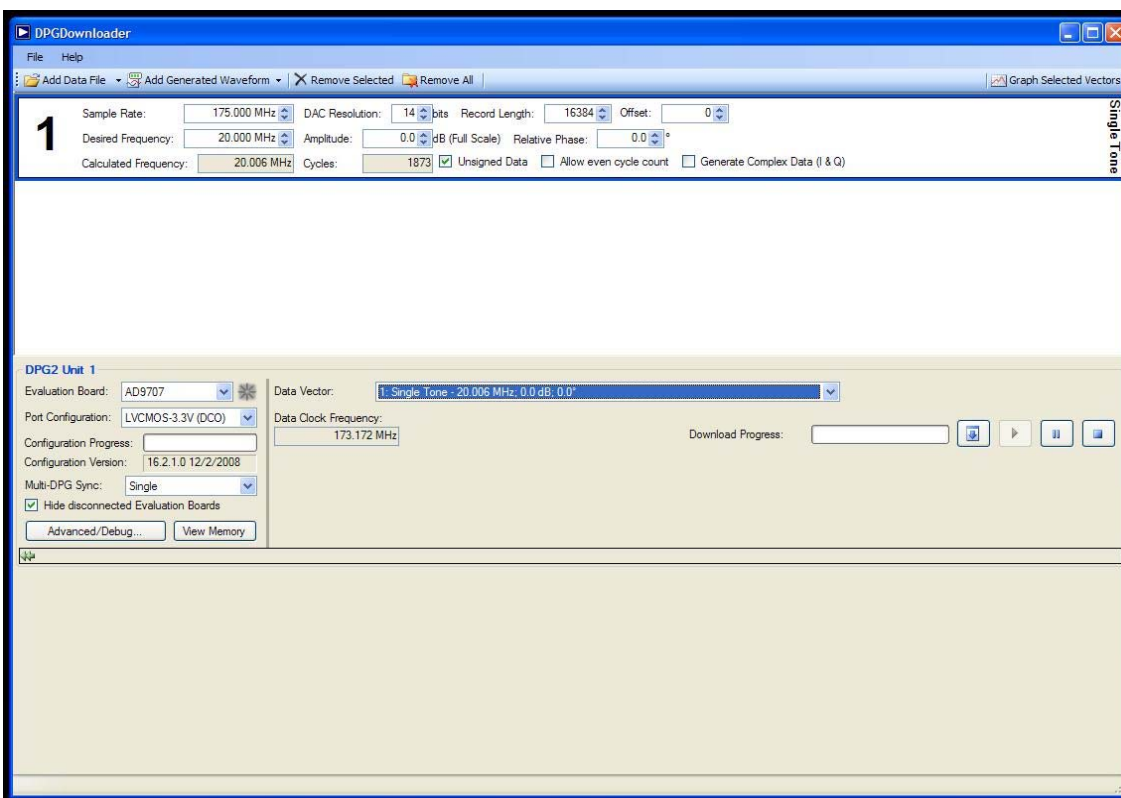 DPGDownloader
File Help
Add Data File Add Generated Waveform Remove Selected Remove All Graph Selected Vectors
1
Sample Rate: 175.000 MHz DAC Resolution: 14 bits Record Length: 16384 Offset: 0
Desired Frequency: 20.000 MHz Amplitude: 0.0 dB (Full Scale) Relative Phase: 0.0 °
Calculated Frequency: 20.006 MHz Cycles: 1873 Unsigned Data Allow even cycle count Generate Complex Data (I & Q)
Single Tone
DPG2 Unit 1
Evaluation Board: AD9707 Data Vector: 1: Single Tone - 20.006 MHz; 0.0 dB; 0.0°
Port Configuration: LVCMOS-3.3V (DCO) Data Clock Frequency:
173.172 MHz Download Progress:
Configuration Progress:
Configuration Version: 16.2.1.0 12/2/2008
Multi-DPG Sync: Single
Hide disconnected Evaluation Boards
Advanced/Debug... View Memory